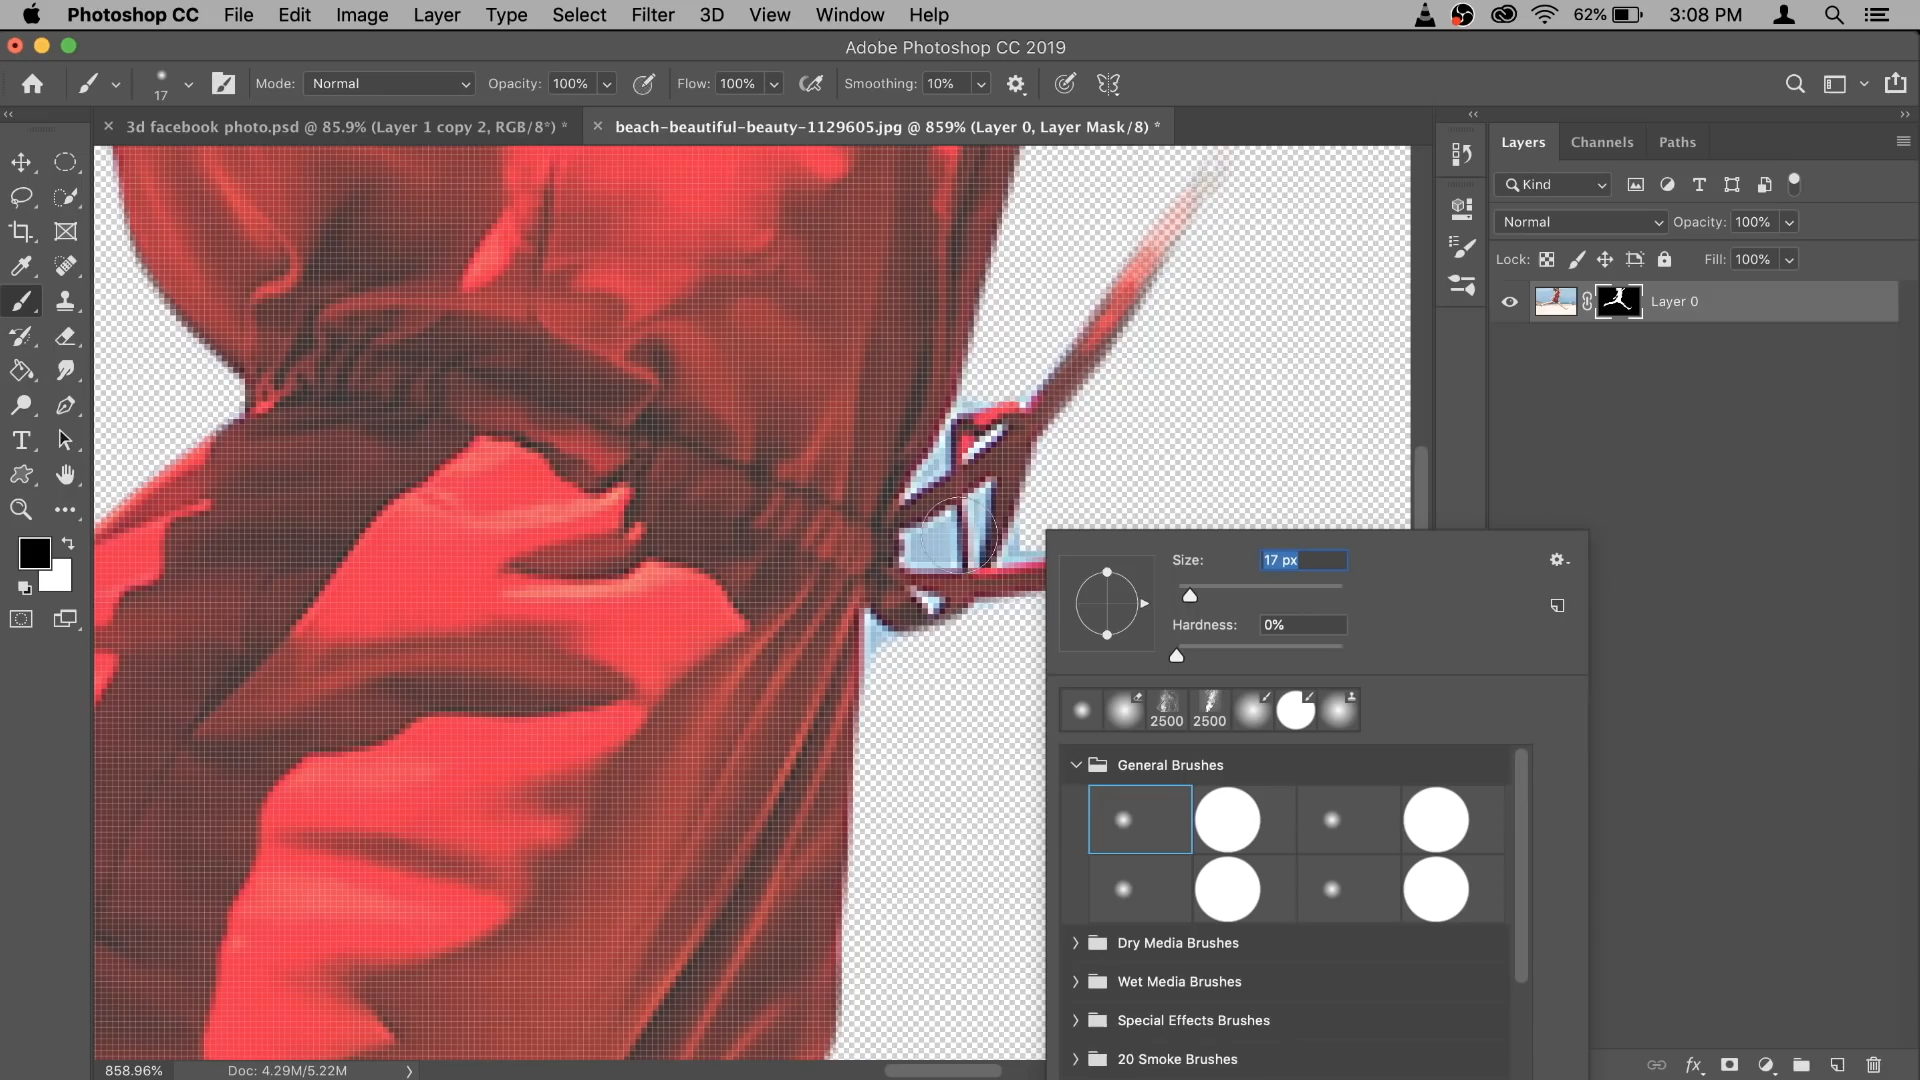 Photoshop CC File Edit Image Layer Type Select Filter 3D View Window Help 62% 3:08 PM
Adobe Photoshop CC 2019
17 Mode: Normal Opacity: 100% Flow: 100% Smoothing: 10%
3d facebook photo.psd @ 85.9% (Layer 1 copy 2, RGB/8*) *
beach-beautiful-beauty-1129605.jpg @ 859% (Layer 0, Layer Mask/8) *
Layers Channels Paths
Kind
Normal Opacity: 100%
Lock: Fill: 100%
Layer 0
Size: 17 px
Hardness: 0%
2500 2500
General Brushes
Dry Media Brushes
Wet Media Brushes
Special Effects Brushes
20 Smoke Brushes
858.96% Doc: 4.29M/5.22M